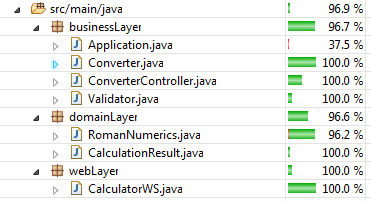 src/main/java 96.9 %
businessLayer 96.7 %
Application.java 37.5 %
Converter.java 100.0 %
ConverterController.java 100.0 %
Validator.java 100.0 %
domainLayer 96.6 %
RomanNumerics.java 96.2 %
CalculationResult.java 100.0 %
webLayer 100.0 %
CalculatorWS.java 100.0 %